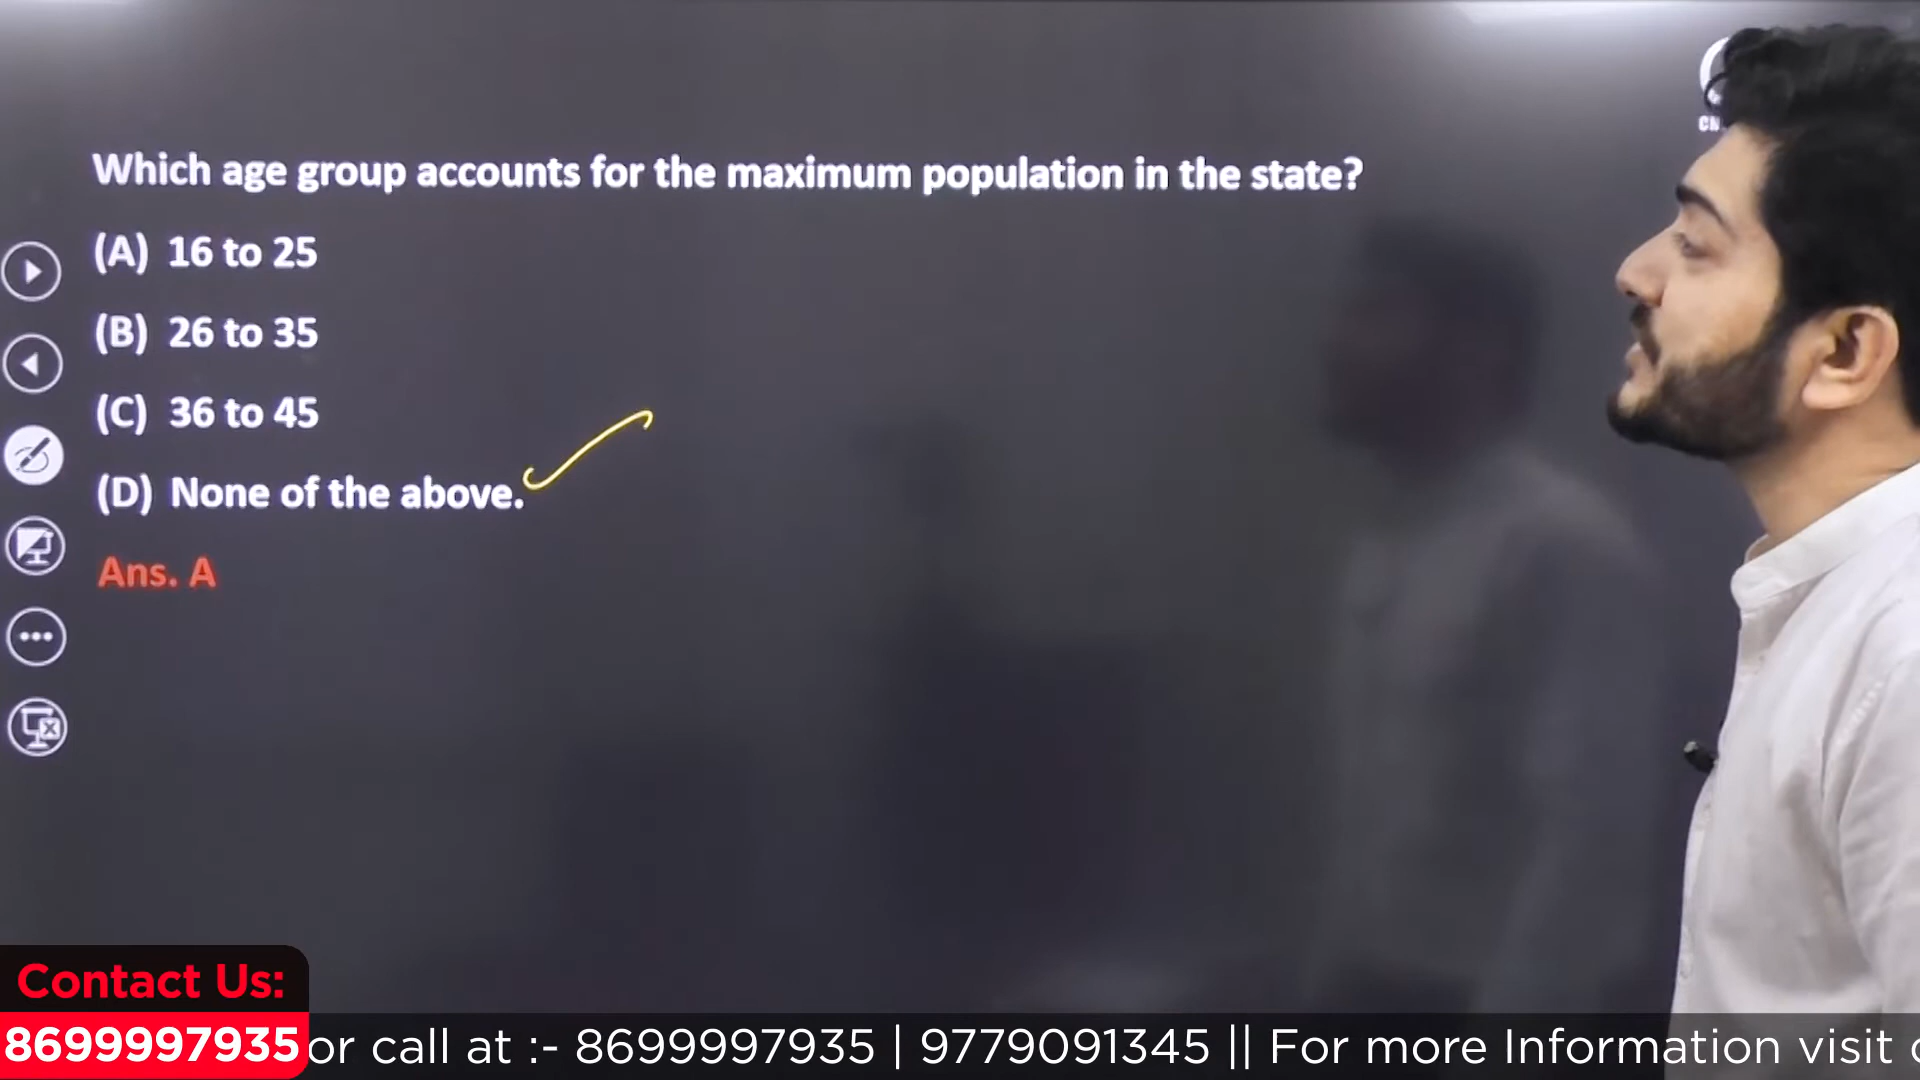 CN
Which age group accounts for the maximum population in the state?
(A) 16 to 25
(B) 26 to 35
(C) 36 to 45
(D) None of the above.
Ans. A
Contact Us:
8699997935
or call at :- 8699997935 | 9779091345 || For more Information visit